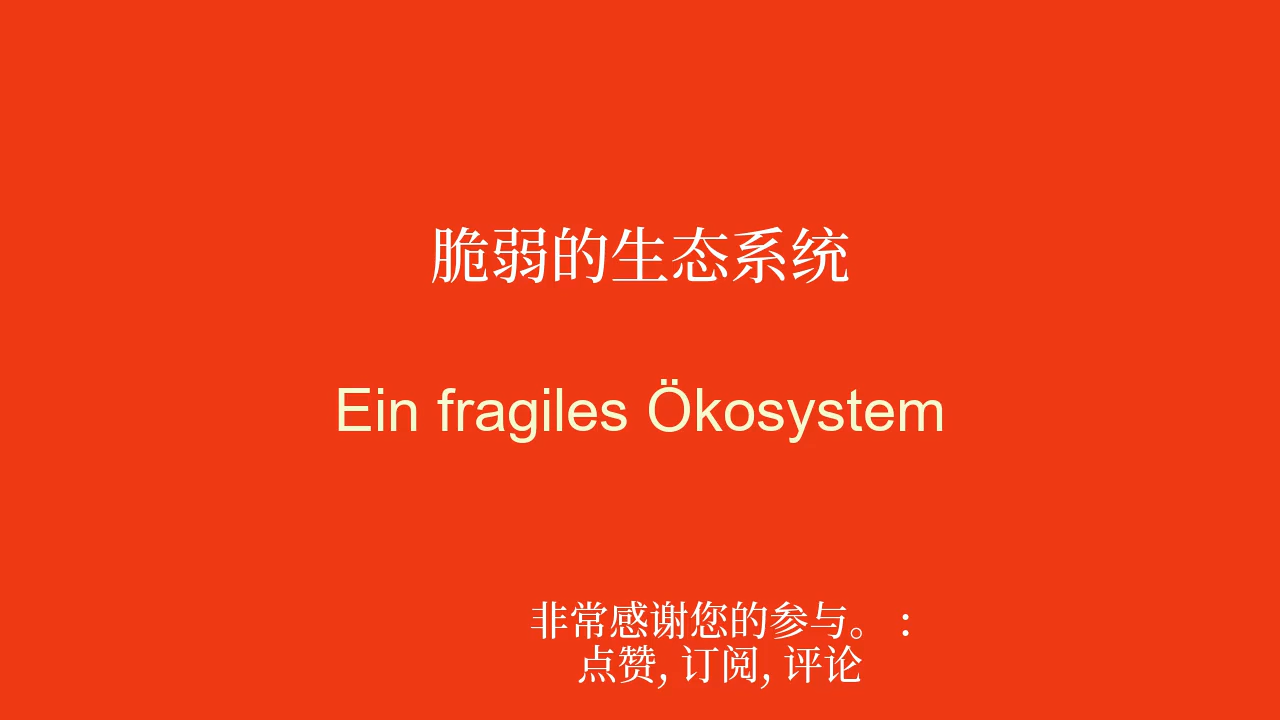 脆弱的生态系统
Ein fragiles Ökosystem
非常感谢您的参与。 :
点赞, 订阅, 评论